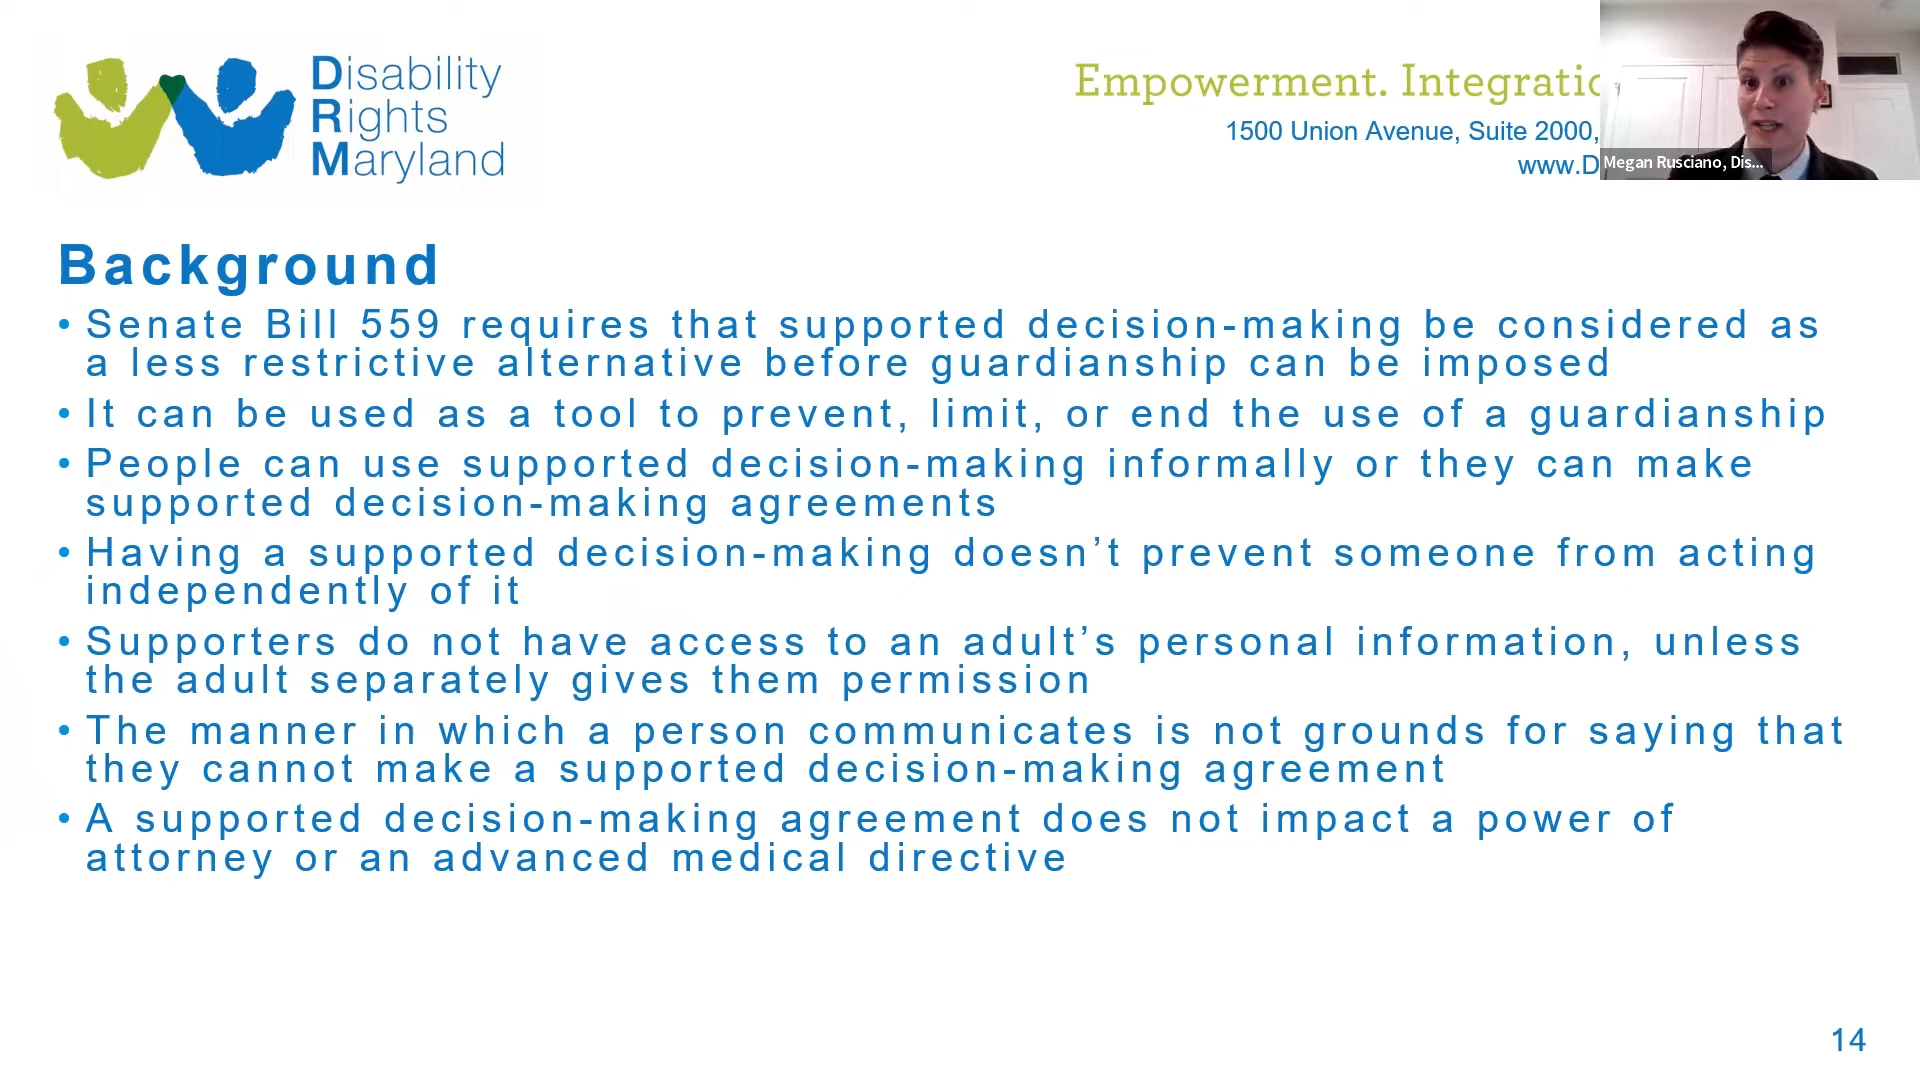 Disability
Rights
Maryland
Empowerment. Integratio
1500 Union Avenue, Suite 2000,
www.D
Megan Rusciano, Dis...
Background
• Senate Bill 559 requires that supported decision-making be considered as
a less restrictive alternative before guardianship can be imposed
• It can be used as a tool to prevent, limit, or end the use of a guardianship
• People can use supported decision-making informally or they can make
supported decision-making agreements
• Having a supported decision-making doesn’t prevent someone from acting
independently of it
• Supporters do not have access to an adult’s personal information, unless
the adult separately gives them permission
• The manner in which a person communicates is not grounds for saying that
they cannot make a supported decision-making agreement
• A supported decision-making agreement does not impact a power of
attorney or an advanced medical directive
14